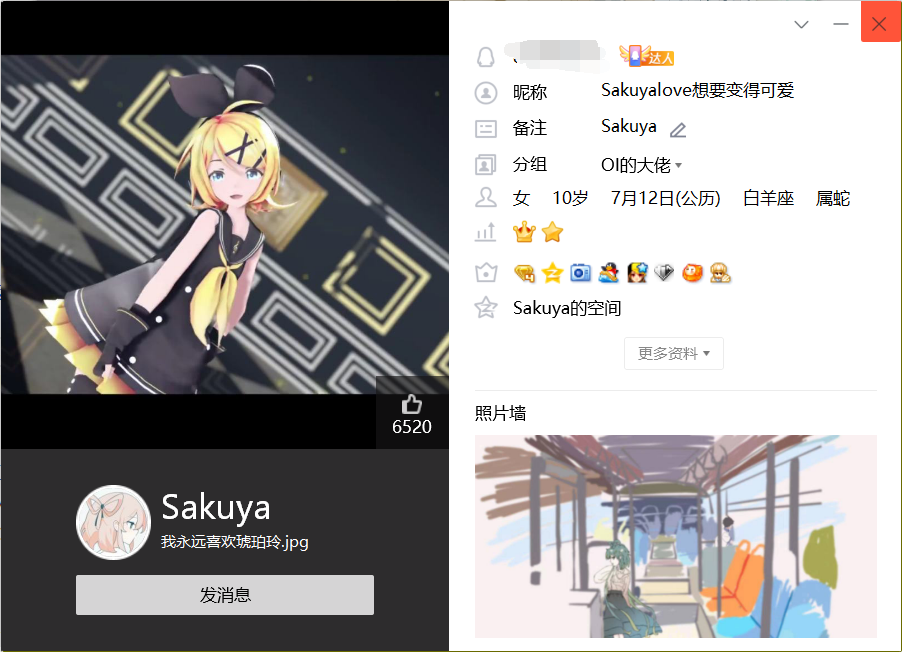 6520
Sakuya
我永远喜欢琥珀玲.jpg
发消息
达人
昵称 Sakuyalove想要变得可爱
备注 Sakuya
分组 OI的大佬
女 10岁 7月12日(公历) 白羊座 属蛇
Sakuya的空间
更多资料
照片墙